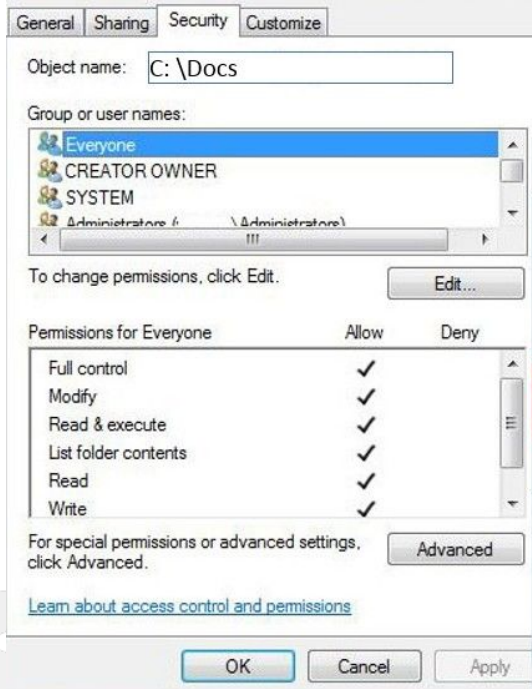 General Sharing Security Customize
Object name: C: \Docs
Group or user names:
Everyone
CREATOR OWNER
SYSTEM
Administrators ( \Administrators)
To change permissions, click Edit.
Edit...
Permissions for Everyone Allow Deny
Full control
Modify
Read & execute
List folder contents
Read
Write
For special permissions or advanced settings,
click Advanced.
Advanced
Learn about access control and permissions
OK Cancel Apply